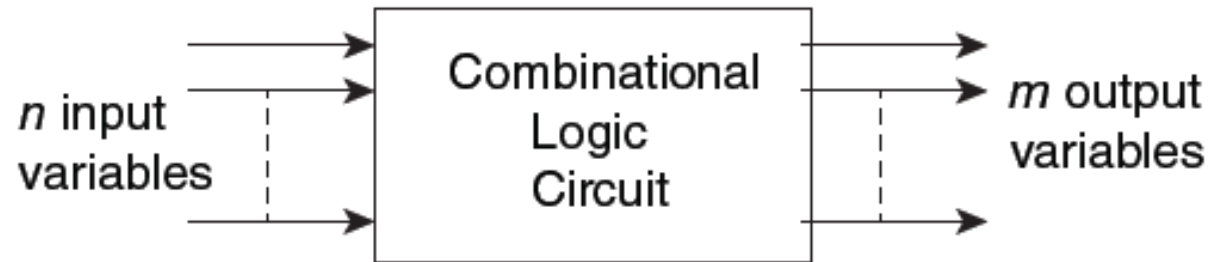 n input
variables
Combinational
Logic
Circuit
m output
variables